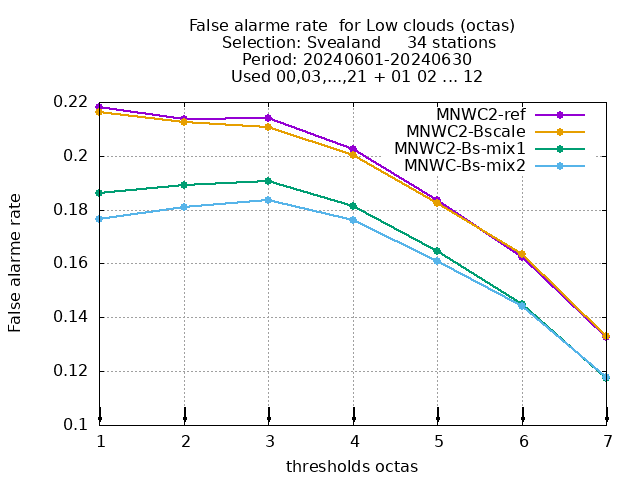 False alarme rate  for Low clouds (octas)
Selection: Svealand     34 stations
Period: 20240601-20240630
Used 00,03,...,21 + 01 02 ... 12
MNWC2-ref
MNWC2-Bscale
MNWC2-Bs-mix1
MNWC-Bs-mix2
False alarme rate
0.22
0.2
0.18
0.16
0.14
0.12
0.1
1 2 3 4 5 6 7
thresholds octas